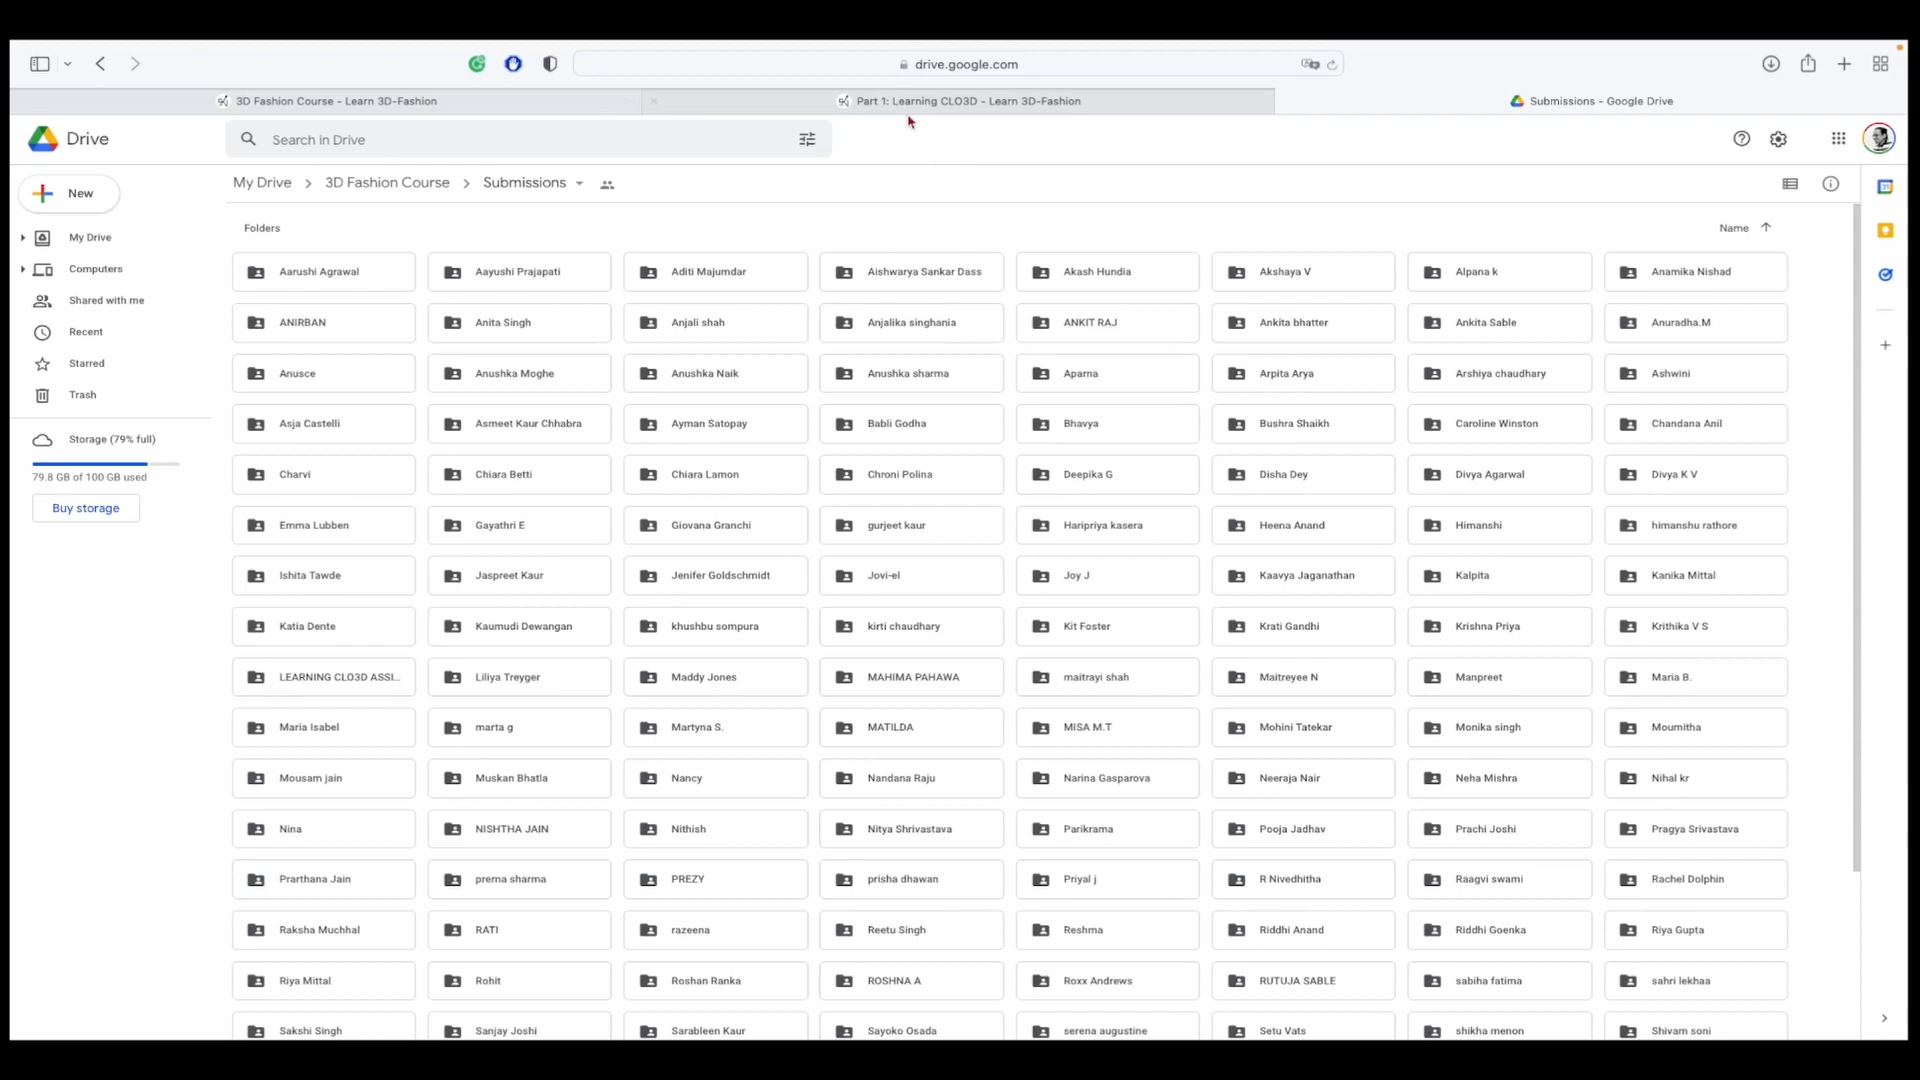 drive.google.com
3D Fashion Course - Learn 3D-Fashion
Part 1: Learning CLO3D - Learn 3D-Fashion
Submissions - Google Drive
Drive
Search in Drive
New
My Drive
Computers
Shared with me
Recent
Starred
Trash
Storage (79% full)
79.8 GB of 100 GB used
Buy storage
My Drive > 3D Fashion Course > Submissions
Folders
Name
Aarushi Agrawal
Aayushi Prajapati
Aditi Majumdar
Aishwarya Sankar Dass
Akash Hundia
Akshaya V
Alpana k
Anamika Nishad
ANIRBAN
Anita Singh
Anjali shah
Anjalika singhania
ANKIT RAJ
Ankita bhatter
Ankita Sable
Anuradha.M
Anusce
Anushka Moghe
Anushka Naik
Anushka sharma
Aparna
Arpita Arya
Arshiya chaudhary
Ashwini
Asja Castelli
Asmeet Kaur Chhabra
Ayman Satopay
Babli Godha
Bhavya
Bushra Shaikh
Caroline Winston
Chandana Anil
Charvi
Chiara Betti
Chiara Lamon
Chroni Polina
Deepika G
Disha Dey
Divya Agarwal
Divya K V
Emma Lubben
Gayathri E
Giovana Granchi
gurjeet kaur
Haripriya kasera
Heena Anand
Himanshi
himanshu rathore
Ishita Tawde
Jaspreet Kaur
Jenifer Goldschmidt
Jovi-el
Joy J
Kaavya Jaganathan
Kalpita
Kanika Mittal
Katia Dente
Kaumudi Dewangan
khushbu sompura
kirti chaudhary
Kit Foster
Krati Gandhi
Krishna Priya
Krithika V S
LEARNING CLO3D ASSI...
Liliya Treyger
Maddy Jones
MAHIMA PAHAWA
maitrayi shah
Maitreyee N
Manpreet
Maria B.
Maria Isabel
marta g
Martyna S.
MATILDA
MISA M.T
Mohini Tatekar
Monika singh
Moumitha
Mousam jain
Muskan Bhatla
Nancy
Nandana Raju
Narina Gasparova
Neeraja Nair
Neha Mishra
Nihal kr
Nina
NISHTHA JAIN
Nithish
Nitya Shrivastava
Parikrama
Pooja Jadhav
Prachi Joshi
Pragya Srivastava
Prarthana Jain
prerna sharma
PREZY
prisha dhawan
Priyal j
R Nivedhitha
Raagvi swami
Rachel Dolphin
Raksha Muchhal
RATI
razeena
Reetu Singh
Reshma
Riddhi Anand
Riddhi Goenka
Riya Gupta
Riya Mittal
Rohit
Roshan Ranka
ROSHNA A
Roxx Andrews
RUTUJA SABLE
sabiha fatima
sahri lekhaa
Sakshi Singh
Sanjay Joshi
Sarableen Kaur
Sayoko Osada
serena augustine
Setu Vats
shikha menon
Shivam soni